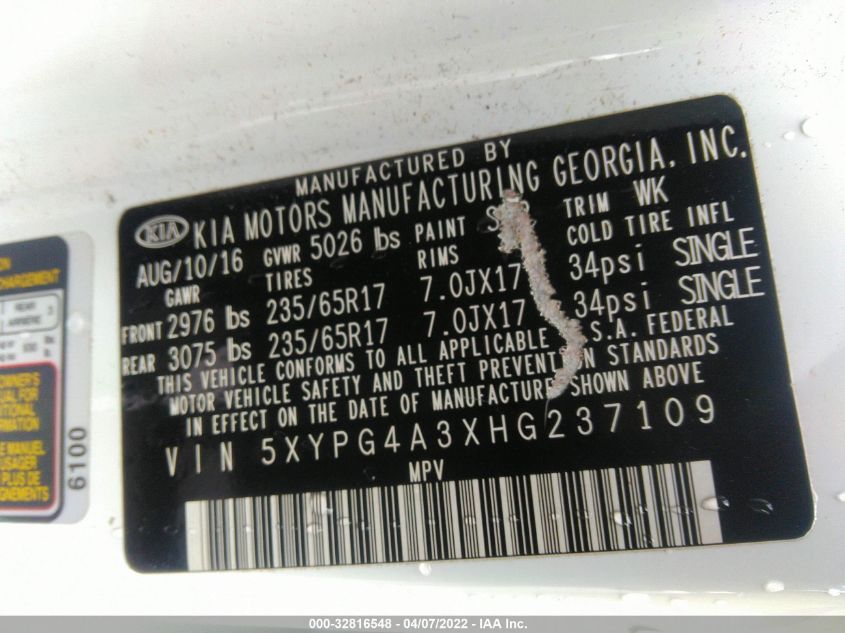 MANUFACTURED BY
KIA KIA MOTORS MANUFACTURING GEORGIA, INC.
AUG/10/16 GVWR 5026 lbs PAINT TRIM WK
GAWR TIRES RIMS COLD TIRE INFL
FRONT 2976 lbs 235/65R17 7.0JX17 34psi SINGLE
REAR 3075 lbs 235/65R17 7.0JX17 34psi SINGLE
THIS VEHICLE CONFORMS TO ALL APPLICABLE S.A. FEDERAL
MOTOR VEHICLE SAFETY AND THEFT PREVENTION STANDARDS
IN EFFECT ON THE DATE OF MANUFACTURE SHOWN ABOVE
VIN 5XYPG4A3XHG237109
MPV
6100
000-32816548 - 04/07/2022 - IAA Inc.